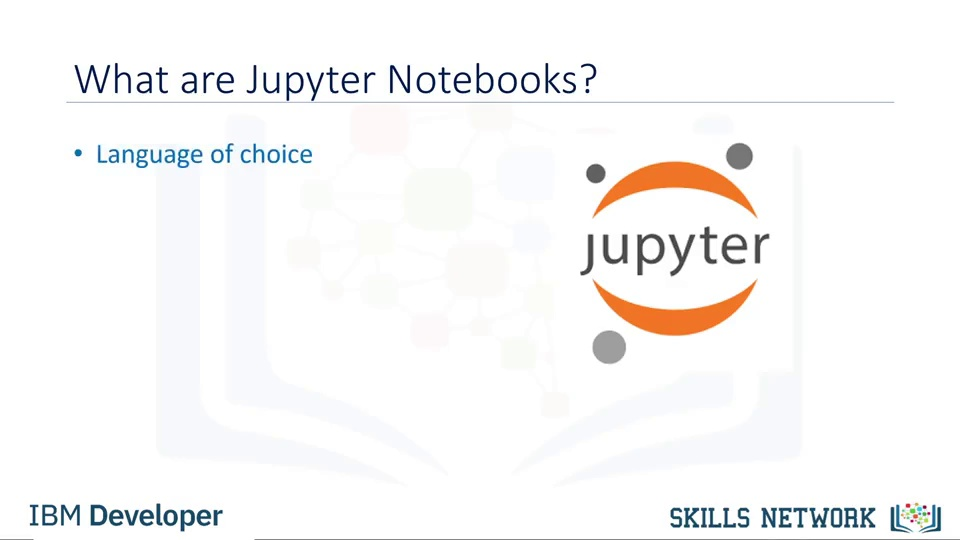 What are Jupyter Notebooks?
• Language of choice
jupyter
IBM Developer
SKILLS NETWORK